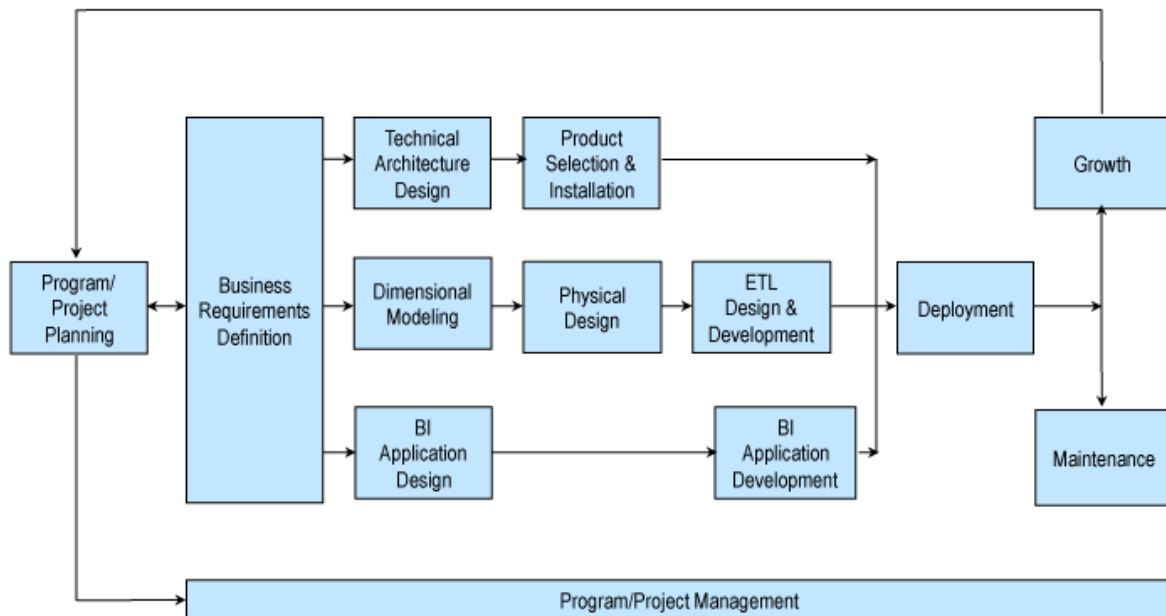 Program/
Project
Planning
Business
Requirements
Definition
Technical
Architecture
Design
Product
Selection &
Installation
Dimensional
Modeling
Physical
Design
ETL
Design &
Development
BI
Application
Design
BI
Application
Development
Deployment
Growth
Maintenance
Program/Project Management